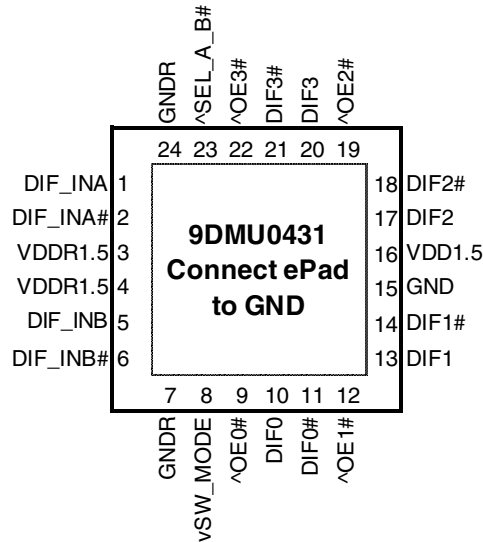 GNDR
^SEL_A_B#
^OE3#
DIF3#
DIF3
^OE2#
24 23 22 21 20 19
DIF_INA 1
DIF_INA# 2
VDDR1.5 3
VDDR1.5 4
DIF_INB 5
DIF_INB# 6
9DMU0431
Connect ePad
to GND
18 DIF2#
17 DIF2
16 VDD1.5
15 GND
14 DIF1#
13 DIF1
7 8 9 10 11 12
GNDR
vSW_MODE
^OE0#
DIF0
DIF0#
^OE1#